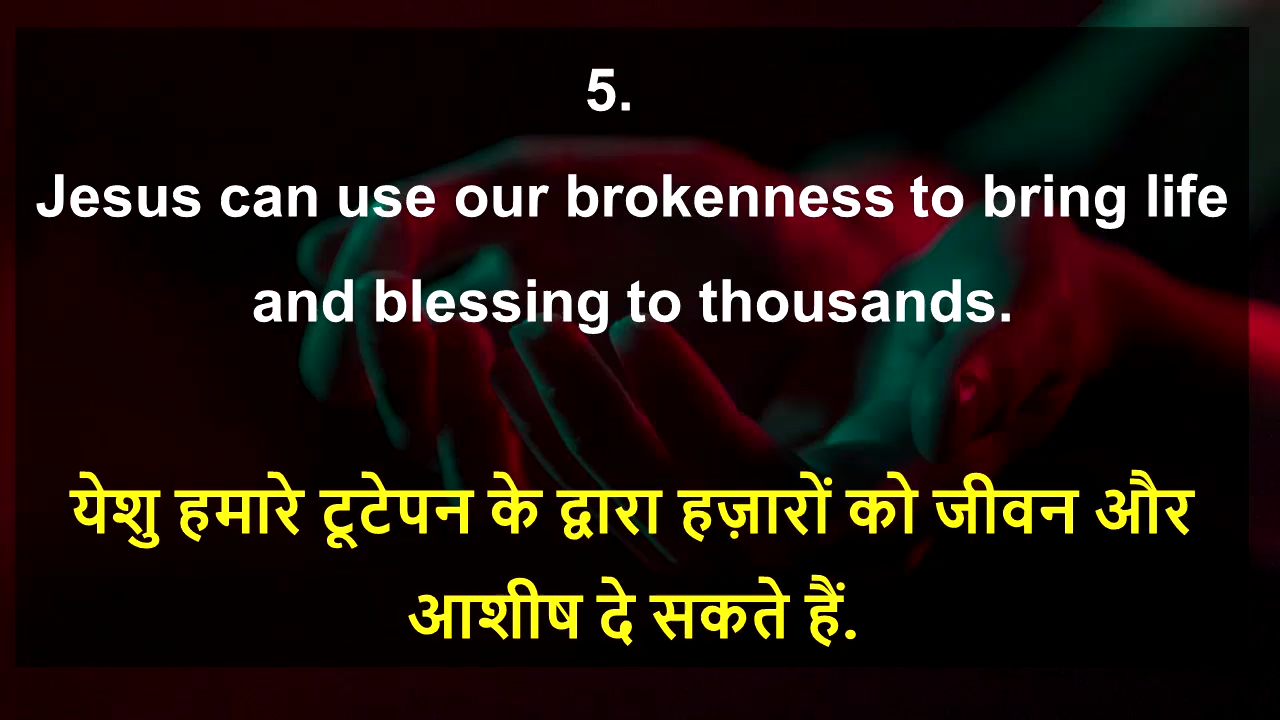 5.
Jesus can use our brokenness to bring life
and blessing to thousands.
येशु हमारे टूटेपन के द्वारा हज़ारों को जीवन और
आशीष दे सकते हैं.